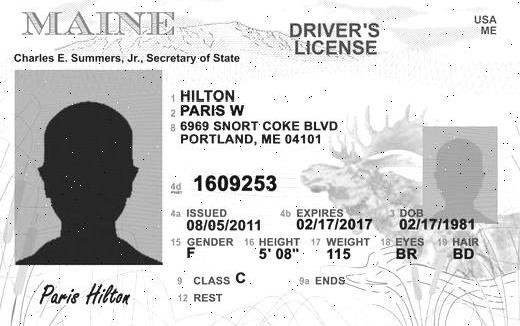 MAINE
DRIVER'S
LICENSE
USA
ME
Charles E. Summers, Jr., Secretary of State
1 HILTON
2 PARIS W
8 6969 SNORT COKE BLVD
PORTLAND, ME 04101
4d 1609253
4a ISSUED 4b EXPIRES 3 DOB
08/05/2011 02/17/2017 02/17/1981
15 GENDER 16 HEIGHT 17 WEIGHT 18 EYES 19 HAIR
F 5' 08" 115 BR BD
9 CLASS C 9a ENDS
12 REST
Paris Hilton